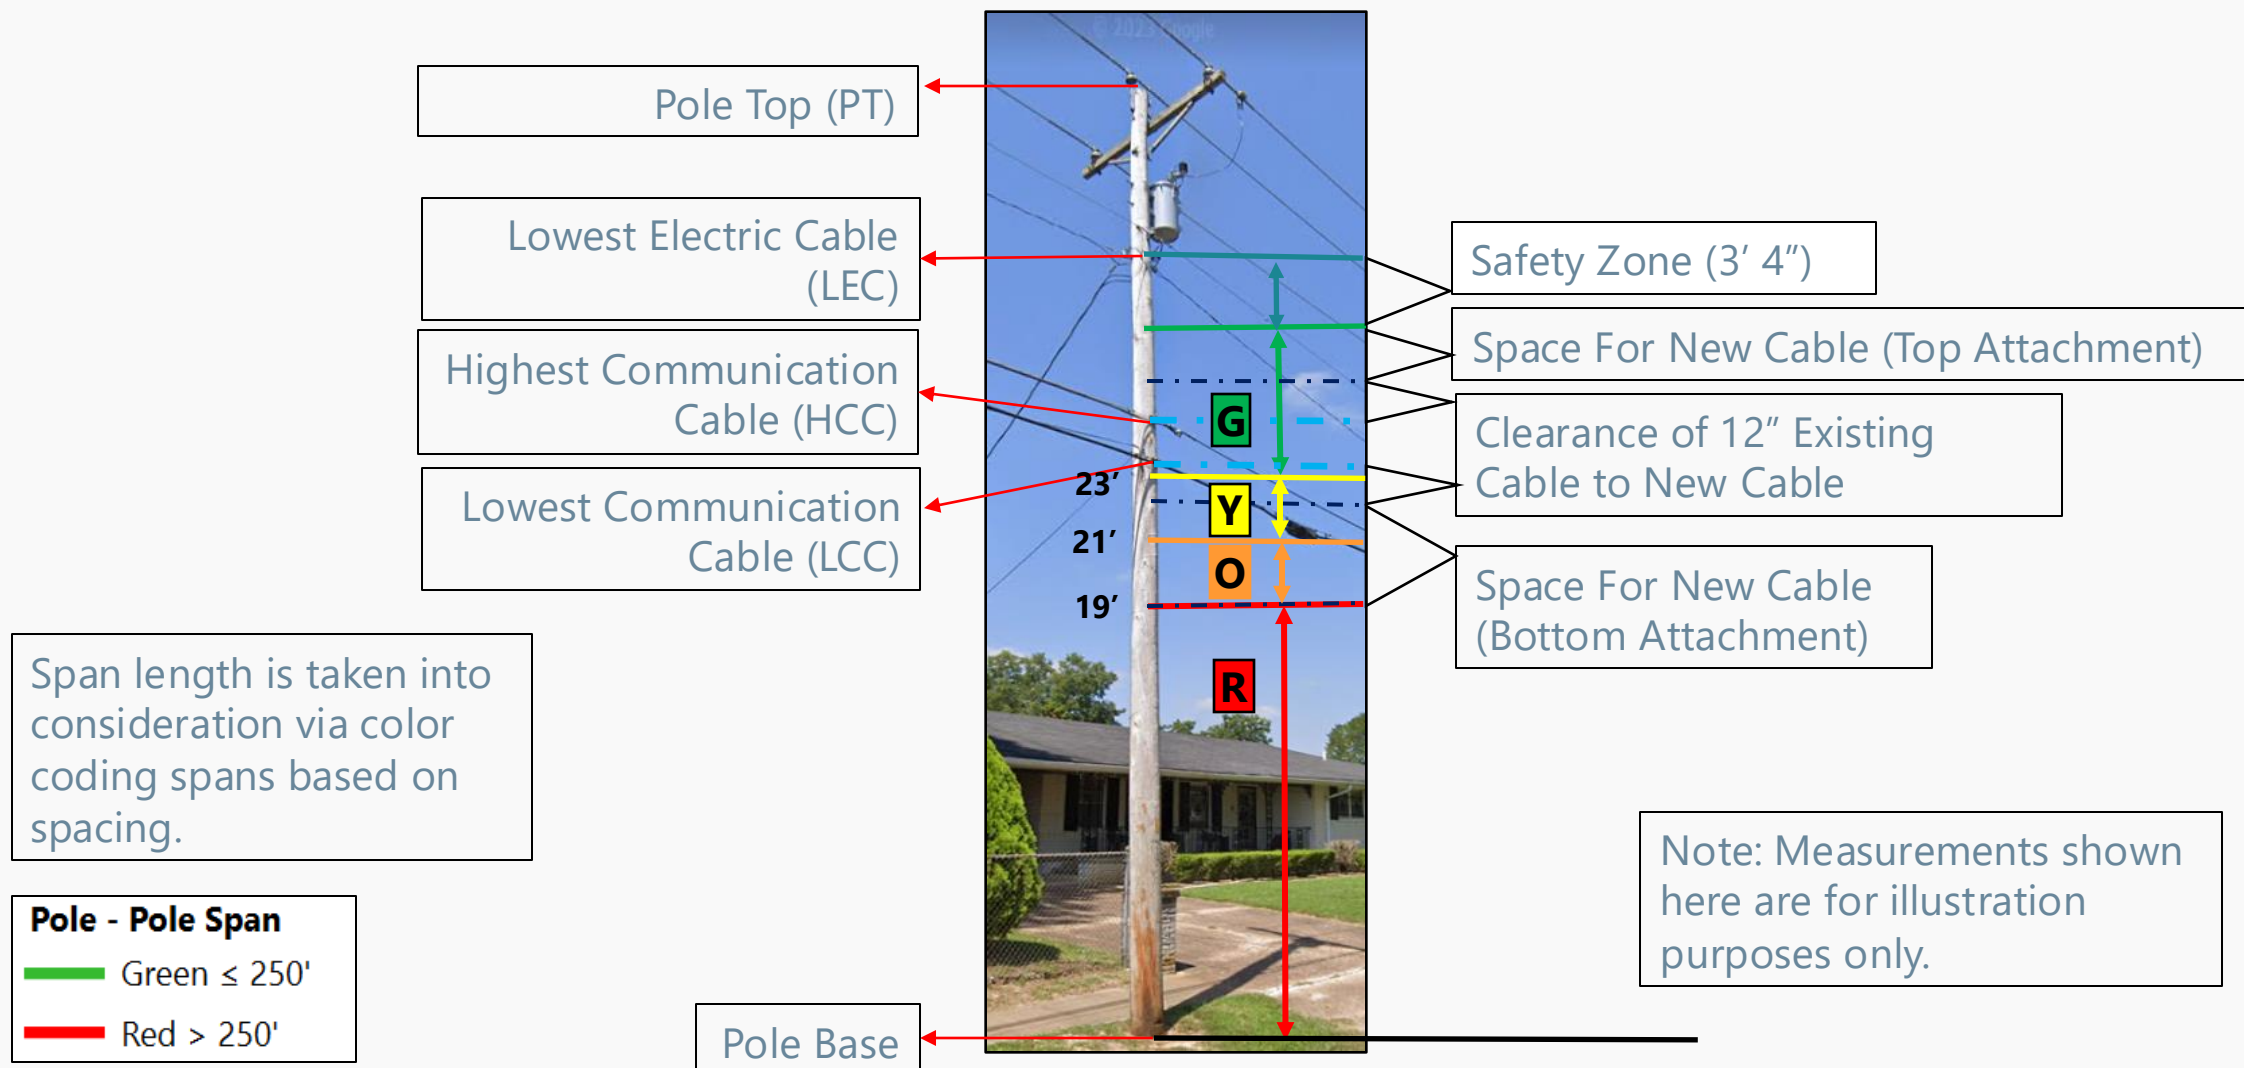 © 2023 Google
Pole Top (PT)
Lowest Electric Cable
(LEC)
Highest Communication
Cable (HCC)
Lowest Communication
Cable (LCC)
Safety Zone (3’ 4”)
Space For New Cable (Top Attachment)
Clearance of 12” Existing
Cable to New Cable
Space For New Cable
(Bottom Attachment)
G
23’
Y
21’
O
19’
R
Span length is taken into
consideration via color
coding spans based on
spacing.
Pole - Pole Span
Green ≤ 250'
Red > 250'
Pole Base
Note: Measurements shown
here are for illustration
purposes only.